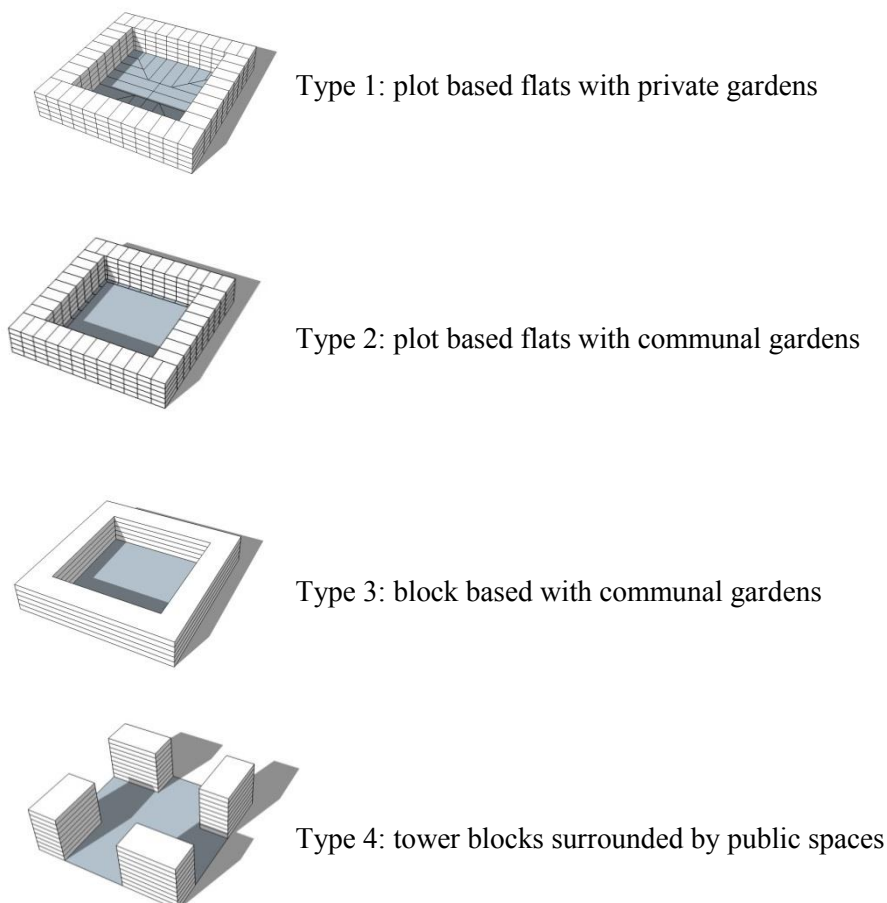 Type 1: plot based flats with private gardens
Type 2: plot based flats with communal gardens
Type 3: block based with communal gardens
Type 4: tower blocks surrounded by public spaces